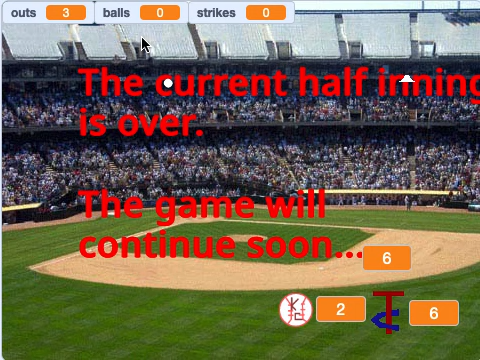 outs 3 balls 0 strikes 0
The current half inning
is over.
The game will
continue soon...
6
2 6